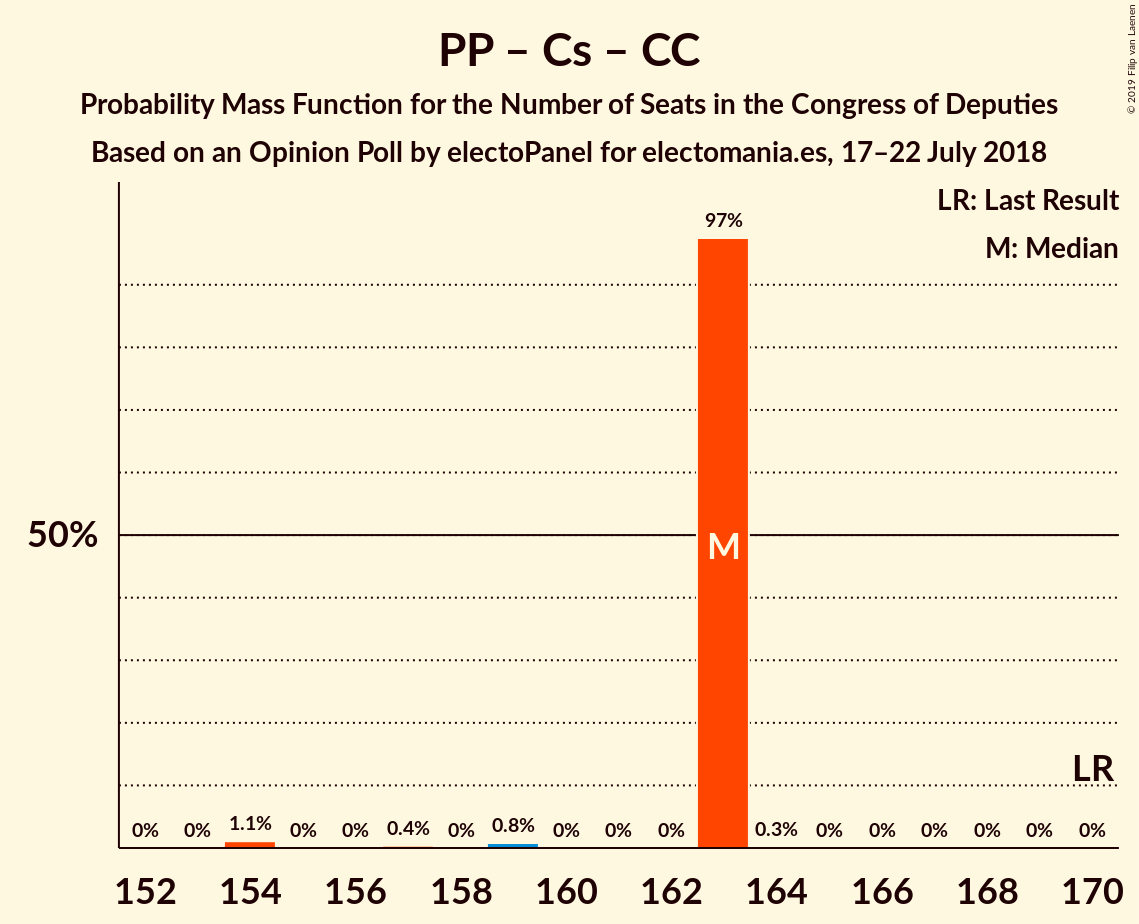 PP – Cs – CC
Probability Mass Function for the Number of Seats in the Congress of Deputies
Based on an Opinion Poll by electoPanel for electomania.es, 17–22 July 2018
© 2019 Filip van Laenen
LR: Last Result
M: Median
97%
50%
M
LR
0% 0% 1.1% 0% 0% 0.4% 0% 0.8% 0% 0% 0% 0.3% 0% 0% 0% 0% 0% 0%
152 154 156 158 160 162 164 166 168 170